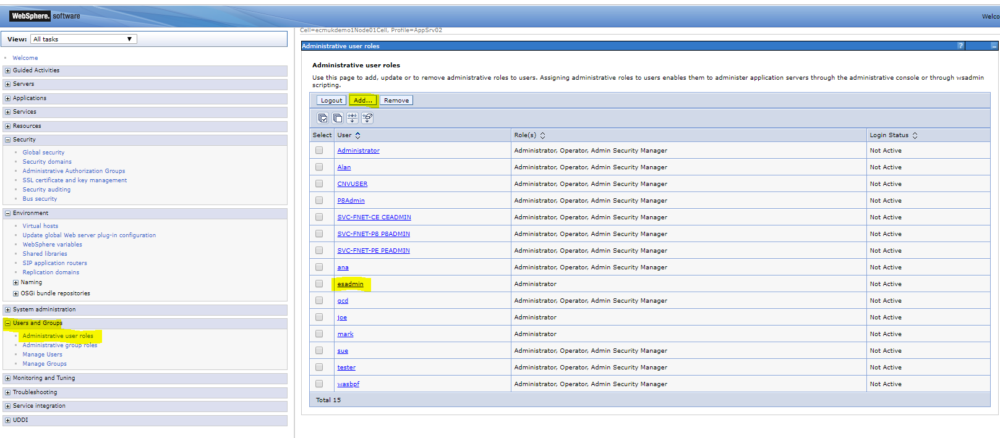 WebSphere. software
Welco
View: All tasks
Welcome
Guided Activities
Servers
Applications
Services
Resources
Security
Global security
Security domains
Administrative Authorization Groups
SSL certificate and key management
Security auditing
Bus security
Environment
Virtual hosts
Update global Web server plug-in configuration
WebSphere variables
Shared libraries
SIP application routers
Replication domains
Naming
OSGi bundle repositories
System administration
Users and Groups
Administrative user roles
Administrative group roles
Manage Users
Manage Groups
Monitoring and Tuning
Troubleshooting
Service integration
UDDI
Cell=ecmukdemo1Node01Cell, Profile=AppSrv02
Administrative user roles ? –
Administrative user roles
Use this page to add, update or to remove administrative roles to users. Assigning administrative roles to users enables them to administer application servers through the administrative console or through wsadmin
scripting.
Logout Add... Remove
Select User Role(s) Login Status
Administrator Administrator, Operator, Admin Security Manager Not Active
Alan Administrator, Operator, Admin Security Manager Not Active
CNVUSER Administrator, Operator, Admin Security Manager Not Active
P8Admin Administrator, Operator, Admin Security Manager Not Active
SVC-FNET-CE CEADMIN Administrator, Operator, Admin Security Manager Not Active
SVC-FNET-P8 P8ADMIN Administrator, Operator, Admin Security Manager Not Active
SVC-FNET-PE PEADMIN Administrator, Operator, Admin Security Manager Not Active
ana Administrator, Operator, Admin Security Manager Not Active
esadmin Administrator Not Active
gcd Administrator, Operator, Admin Security Manager Not Active
joe Administrator Not Active
mark Administrator Not Active
sue Administrator, Operator, Admin Security Manager Not Active
tester Administrator, Operator, Admin Security Manager Not Active
wasbpf Administrator, Operator, Admin Security Manager Not Active
Total 15